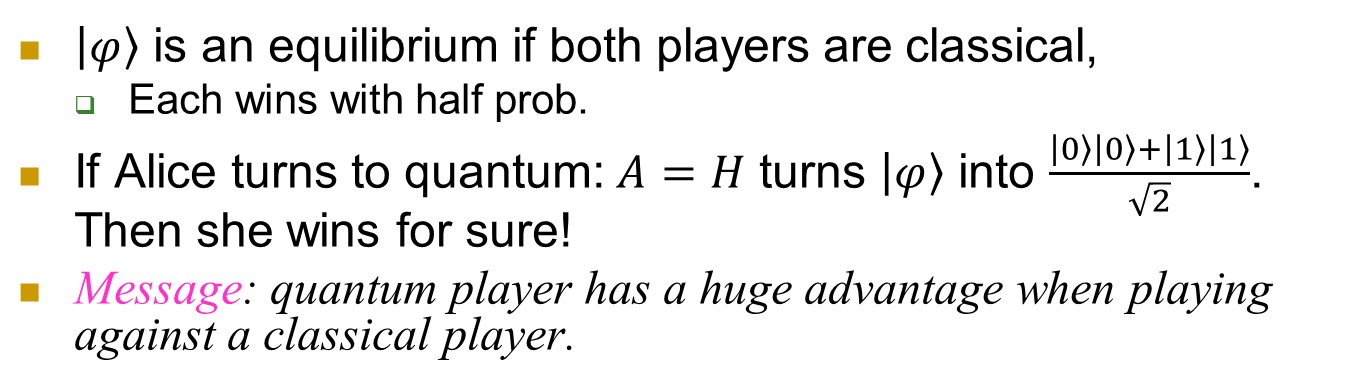 |φ⟩ is an equilibrium if both players are classical,
Each wins with half prob.
If Alice turns to quantum: A = H turns |φ⟩ into (|0⟩|0⟩+|1⟩|1⟩)/√2.
Then she wins for sure!
Message: quantum player has a huge advantage when playing
against a classical player.